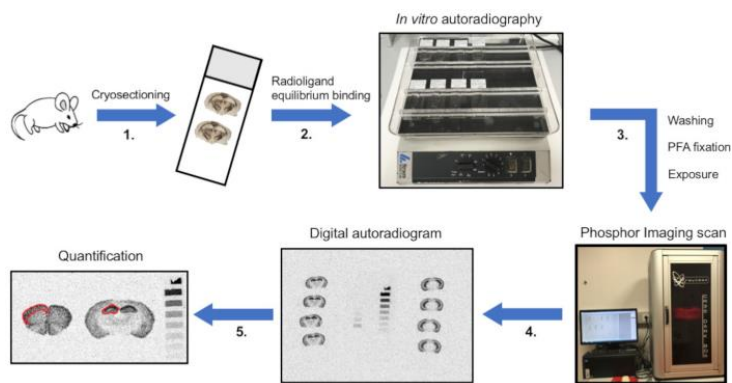 In vitro autoradiography
Cryosectioning
1.
Radioligand
equilibrium binding
2.
3.
Washing
PFA fixation
Exposure
Phosphor Imaging scan
Digital autoradiogram
Quantification
4.
5.